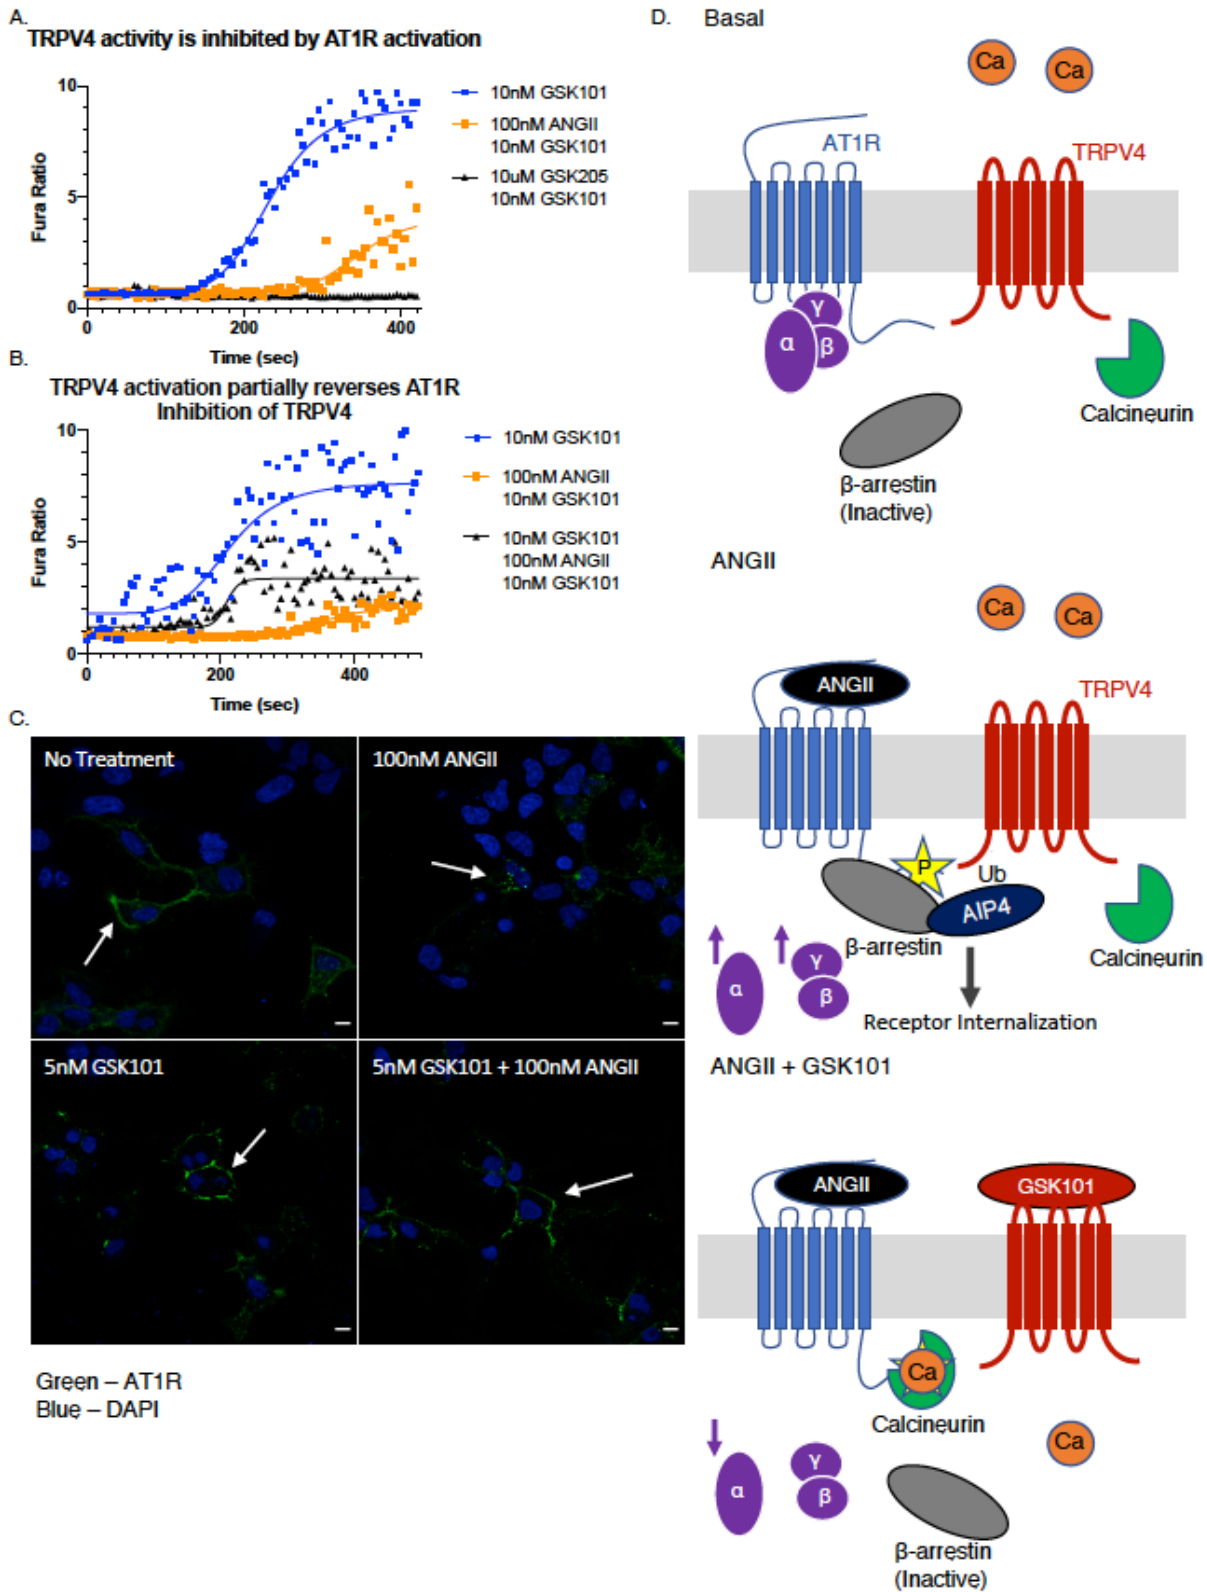 A.
TRPV4 activity is inhibited by AT1R activation
10
5
0
Fura Ratio
0
200
400
Time (sec)
10nM GSK101
100nM ANGII
10nM GSK101
10uM GSK205
10nM GSK101
B.
TRPV4 activation partially reverses AT1R
Inhibition of TRPV4
10
5
0
Fura Ratio
0
200
400
Time (sec)
10nM GSK101
100nM ANGII
10nM GSK101
10nM GSK101
100nM ANGII
10nM GSK101
C.
No Treatment
100nM ANGII
5nM GSK101
5nM GSK101 + 100nM ANGII
Green – AT1R
Blue – DAPI
D.
Basal
Ca
Ca
AT1R
TRPV4
γ
α
β
Calcineurin
β-arrestin
(Inactive)
ANGII
Ca
Ca
ANGII
TRPV4
P
Ub
AIP4
β-arrestin
Calcineurin
α
γ
β
Receptor Internalization
ANGII + GSK101
ANGII
GSK101
Ca
Calcineurin
Ca
α
γ
β
β-arrestin
(Inactive)